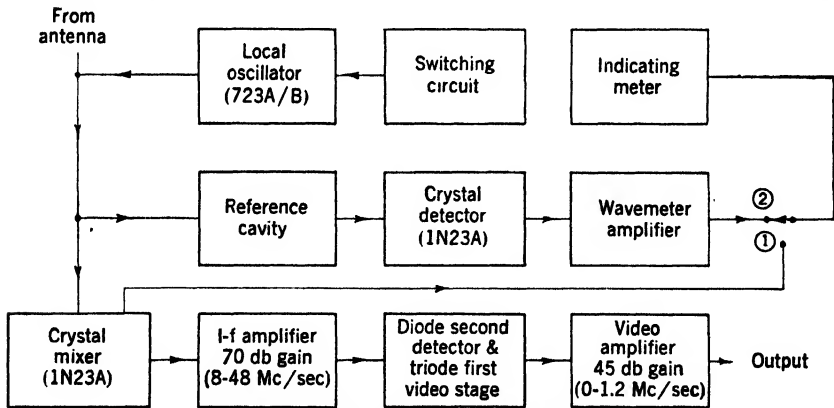 From
antenna
Local
oscillator
(723A/B)
Switching
circuit
Indicating
meter
Reference
cavity
Crystal
detector
(1N23A)
Wavemeter
amplifier
②
①
Crystal
mixer
(1N23A)
I-f amplifier
70 db gain
(8-48 Mc/sec)
Diode second
detector &
triode first
video stage
Video
amplifier
45 db gain
(0-1.2 Mc/sec)
Output